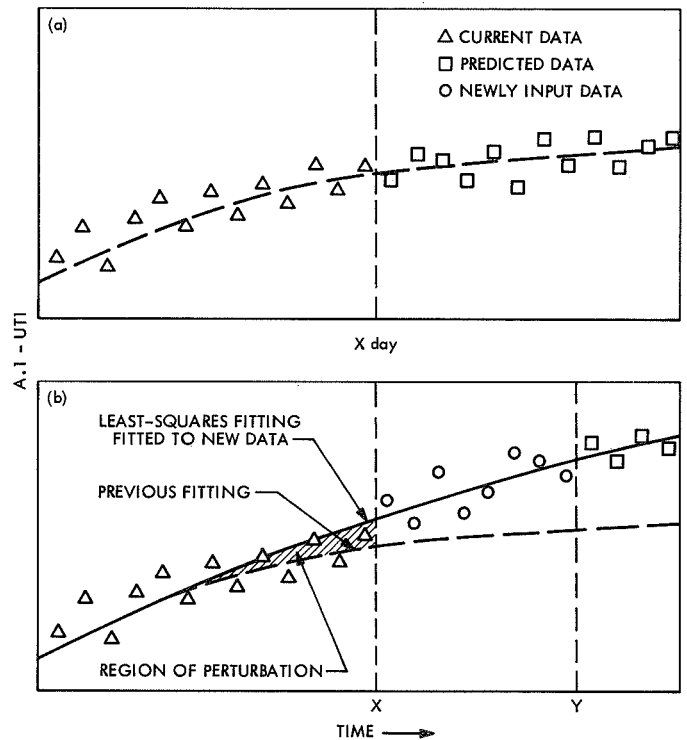 (a)
CURRENT DATA
PREDICTED DATA
NEWLY INPUT DATA
X day
A.1 - UT1
(b)
LEAST-SQUARES FITTING
FITTED TO NEW DATA
PREVIOUS FITTING
REGION OF PERTURBATION
X
Y
TIME